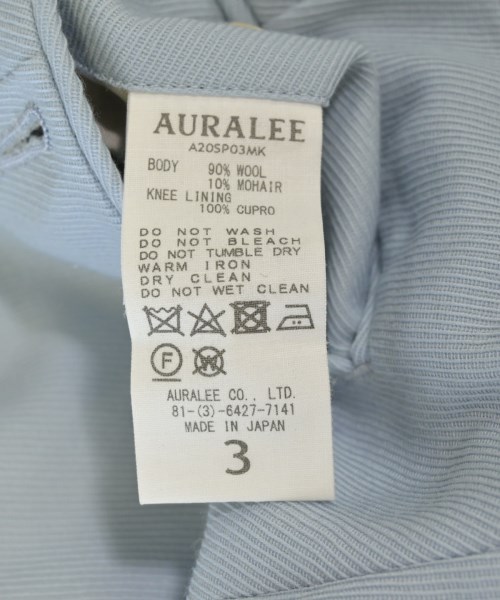 AURALEE
A20SP03MK
BODY 90% WOOL
10% MOHAIR
KNEE LINING
100% CUPRO
DO NOT WASH
DO NOT BLEACH
DO NOT TUMBLE DRY
WARM IRON
DRY CLEAN
DO NOT WET CLEAN
F W
AURALEE CO., LTD.
81-(3)-6427-7141
MADE IN JAPAN
3